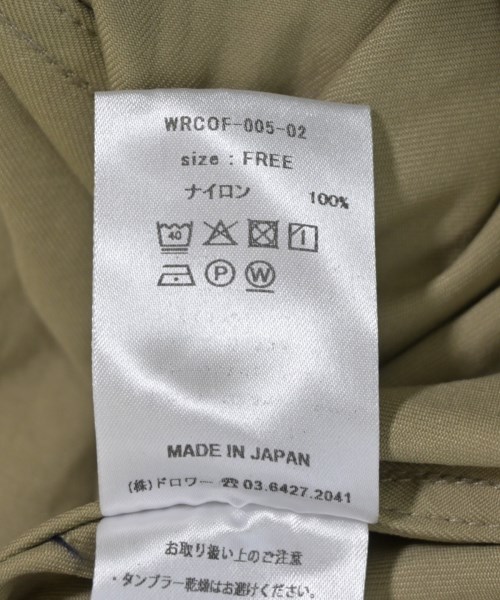 WRCOF-005-02
size : FREE
ナイロン 100%
40
P W
MADE IN JAPAN
(株)ドロワー ☎ 03.6427.2041
お取り扱い上のご注意
・タンブラー乾燥はお避けください。